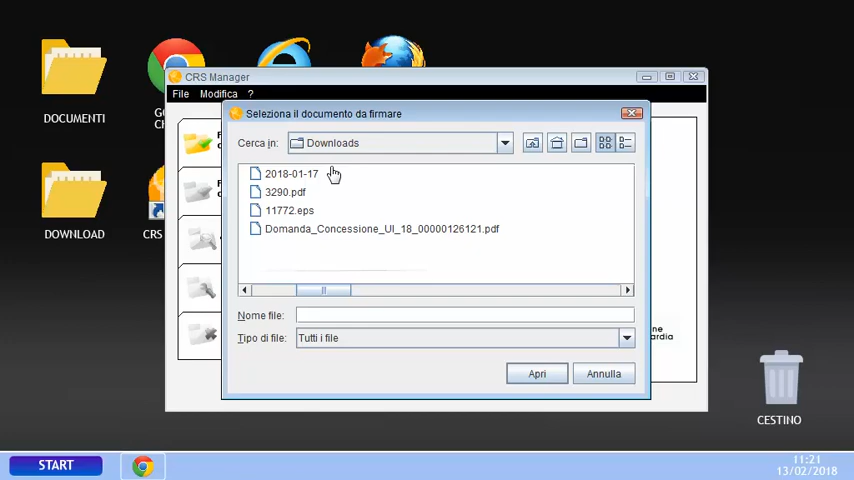 CRS Manager
File Modifica ?
Seleziona il documento da firmare
Cerca in: Downloads
2018-01-17
3290.pdf
11772.eps
Domanda_Concessione_UI_18_00000126121.pdf
Nome file:
Tipo di file: Tutti i file
Apri Annulla
DOCUMENTI
DOWNLOAD
CRS
CESTINO
START
11:21
13/02/2018